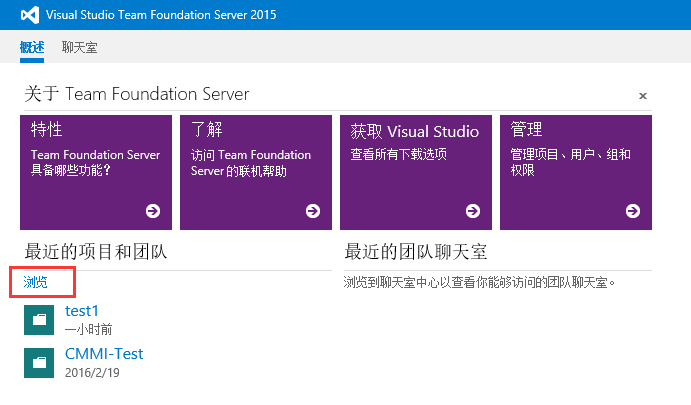 Visual Studio Team Foundation Server 2015
概述 聊天室
关于 Team Foundation Server
×
特性
Team Foundation Server
具备哪些功能？
了解
访问 Team Foundation
Server 的联机帮助
获取 Visual Studio
查看所有下载选项
管理
管理项目、用户、组和
权限
最近的项目和团队
浏览
test1
一小时前
CMMI-Test
2016/2/19
最近的团队聊天室
浏览到聊天室中心以查看你能够访问的团队聊天室。